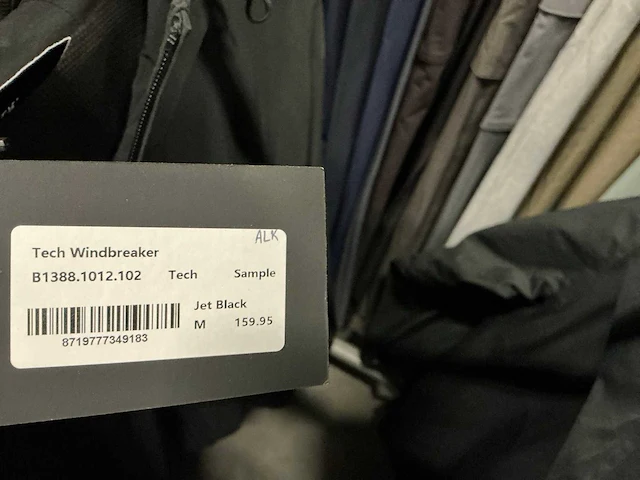 ALK
Tech Windbreaker
B1388.1012.102 Tech Sample
Jet Black
M 159.95
8719777349183